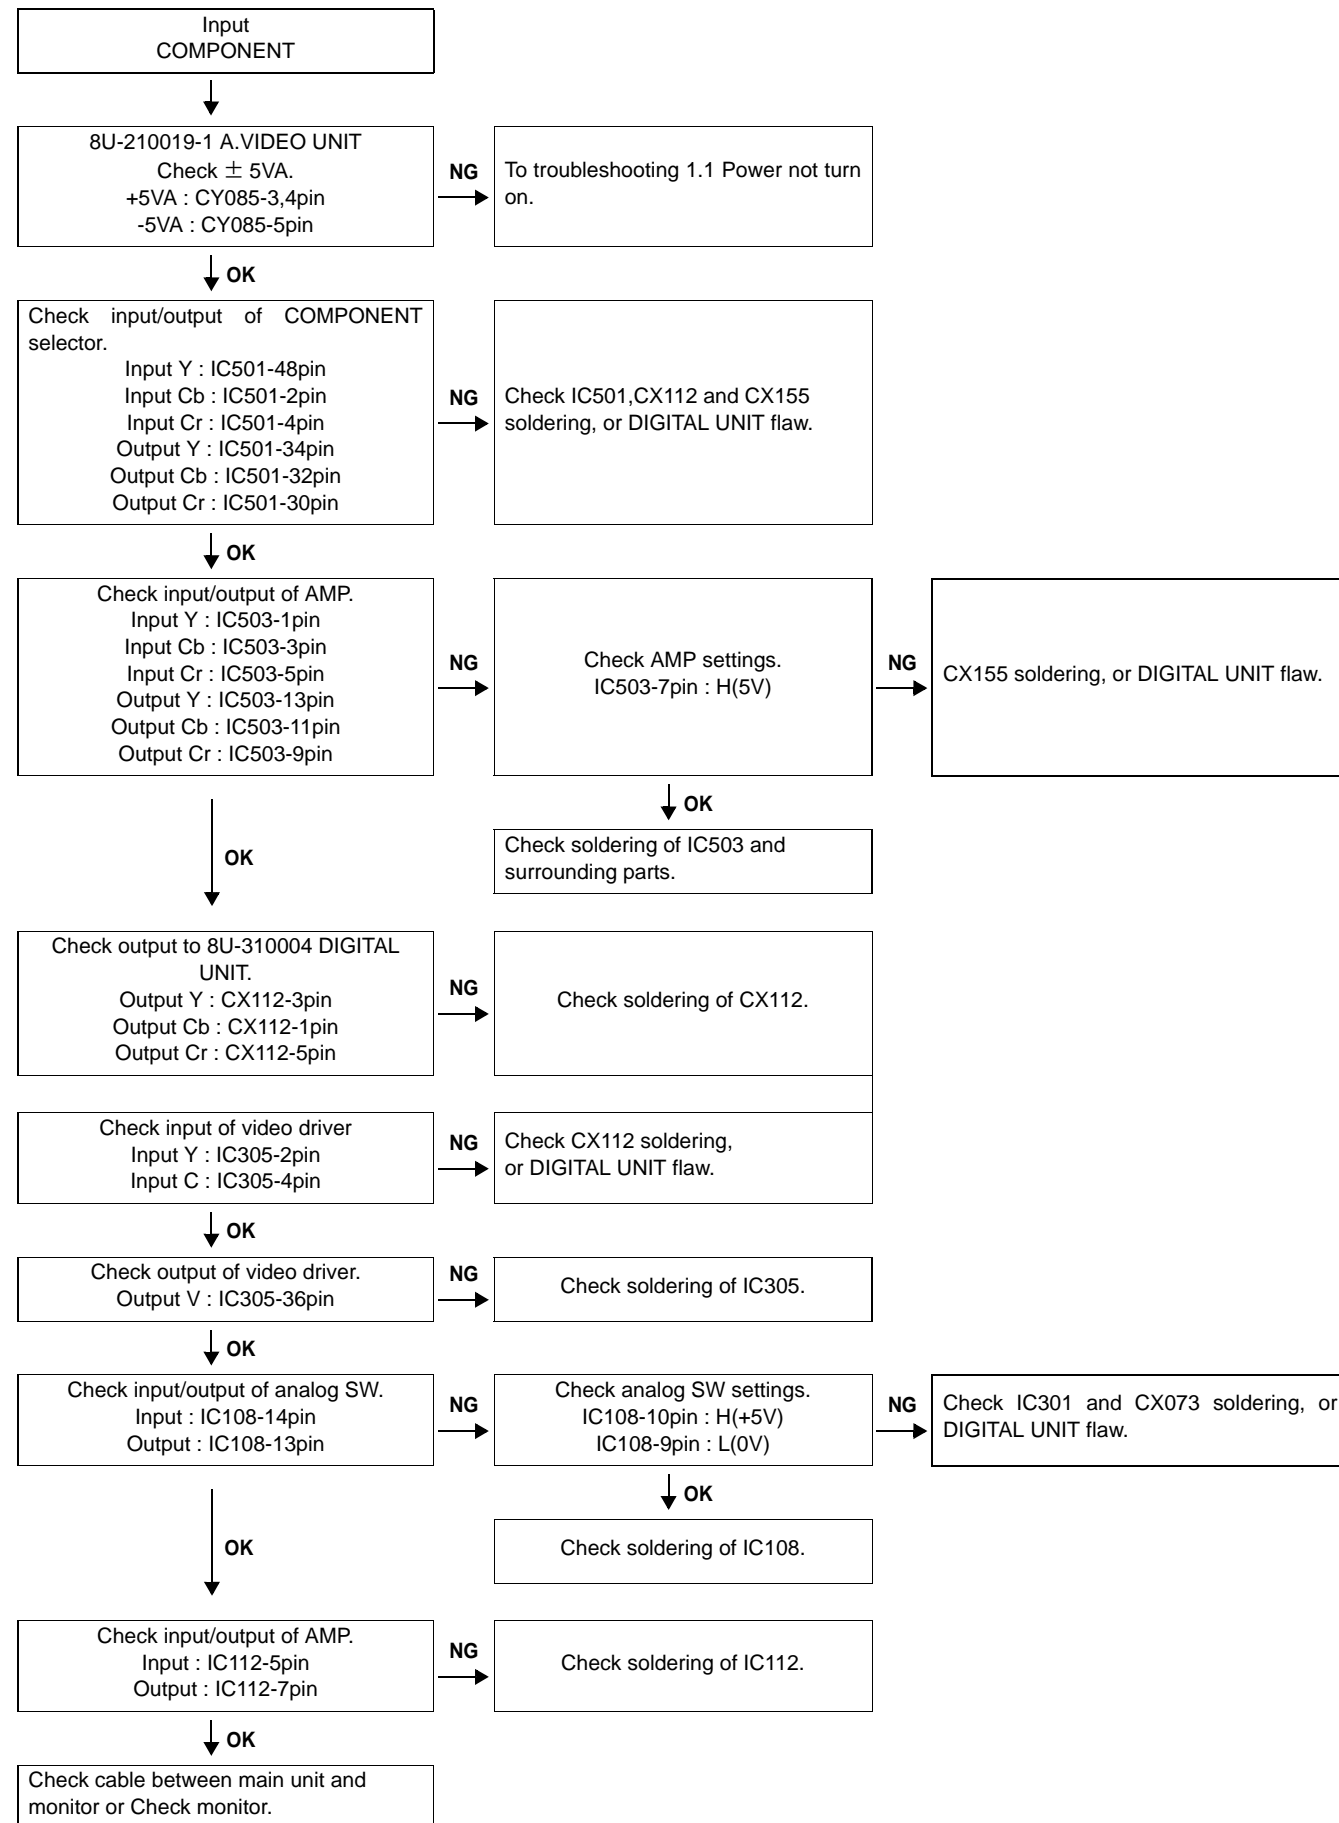 Input
COMPONENT
8U-210019-1 A.VIDEO UNIT
Check ± 5VA.
+5VA : CY085-3,4pin
-5VA : CY085-5pin
NG
To troubleshooting 1.1 Power not turn
on.
OK
Check input/output of COMPONENT
selector.
Input Y : IC501-48pin
Input Cb : IC501-2pin
Input Cr : IC501-4pin
Output Y : IC501-34pin
Output Cb : IC501-32pin
Output Cr : IC501-30pin
NG
Check IC501,CX112 and CX155
soldering, or DIGITAL UNIT flaw.
OK
Check input/output of AMP.
Input Y : IC503-1pin
Input Cb : IC503-3pin
Input Cr : IC503-5pin
Output Y : IC503-13pin
Output Cb : IC503-11pin
Output Cr : IC503-9pin
NG
Check AMP settings.
IC503-7pin : H(5V)
NG
CX155 soldering, or DIGITAL UNIT flaw.
OK
Check soldering of IC503 and
surrounding parts.
OK
Check output to 8U-310004 DIGITAL
UNIT.
Output Y : CX112-3pin
Output Cb : CX112-1pin
Output Cr : CX112-5pin
NG
Check soldering of CX112.
Check input of video driver
Input Y : IC305-2pin
Input C : IC305-4pin
NG
Check CX112 soldering,
or DIGITAL UNIT flaw.
OK
Check output of video driver.
Output V : IC305-36pin
NG
Check soldering of IC305.
OK
Check input/output of analog SW.
Input : IC108-14pin
Output : IC108-13pin
NG
Check analog SW settings.
IC108-10pin : H(+5V)
IC108-9pin : L(0V)
NG
Check IC301 and CX073 soldering, or
DIGITAL UNIT flaw.
OK
Check soldering of IC108.
OK
Check input/output of AMP.
Input : IC112-5pin
Output : IC112-7pin
NG
Check soldering of IC112.
OK
Check cable between main unit and
monitor or Check monitor.